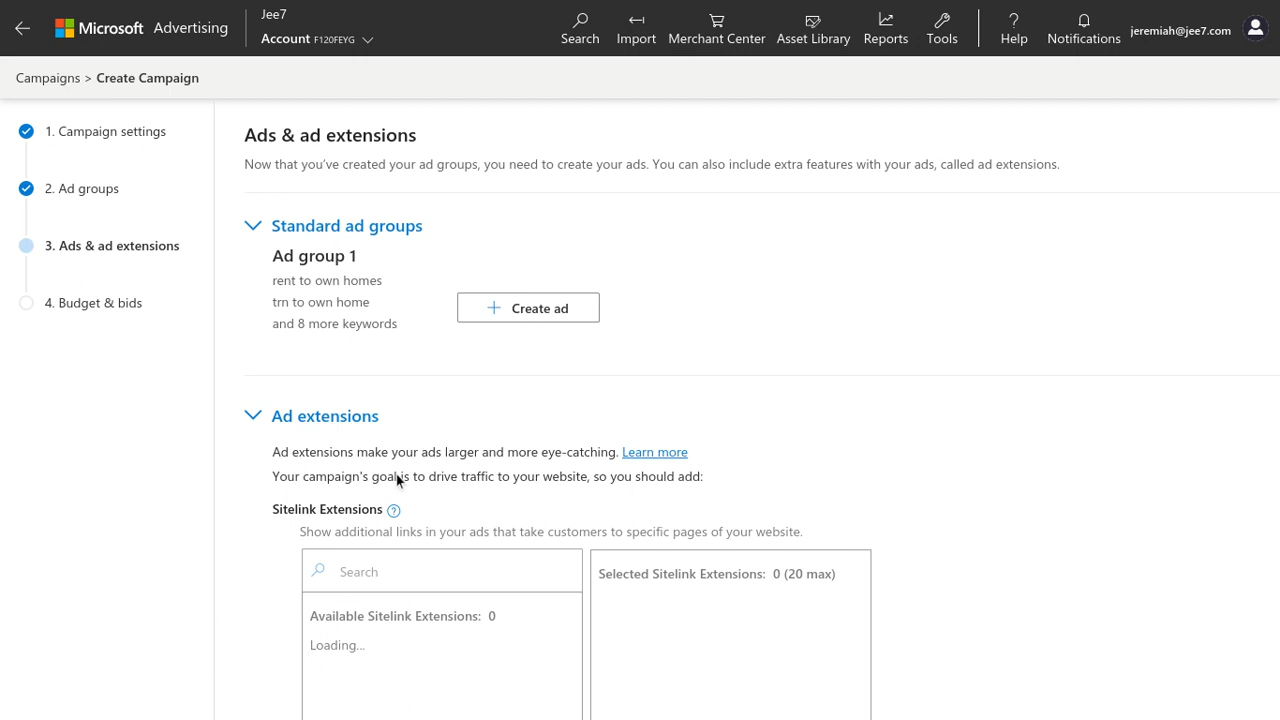 Microsoft Advertising
Jee7
Account F120FEYG
Search
Import
Merchant Center
Asset Library
Reports
Tools
Help
Notifications
jeremiah@jee7.com
Campaigns > Create Campaign
1. Campaign settings
2. Ad groups
3. Ads & ad extensions
4. Budget & bids
Ads & ad extensions
Now that you've created your ad groups, you need to create your ads. You can also include extra features with your ads, called ad extensions.
Standard ad groups
Ad group 1
rent to own homes
trn to own home
and 8 more keywords
+ Create ad
Ad extensions
Ad extensions make your ads larger and more eye-catching. Learn more
Your campaign's goal is to drive traffic to your website, so you should add:
Sitelink Extensions ?
Show additional links in your ads that take customers to specific pages of your website.
Search
Available Sitelink Extensions: 0
Loading...
Selected Sitelink Extensions: 0 (20 max)